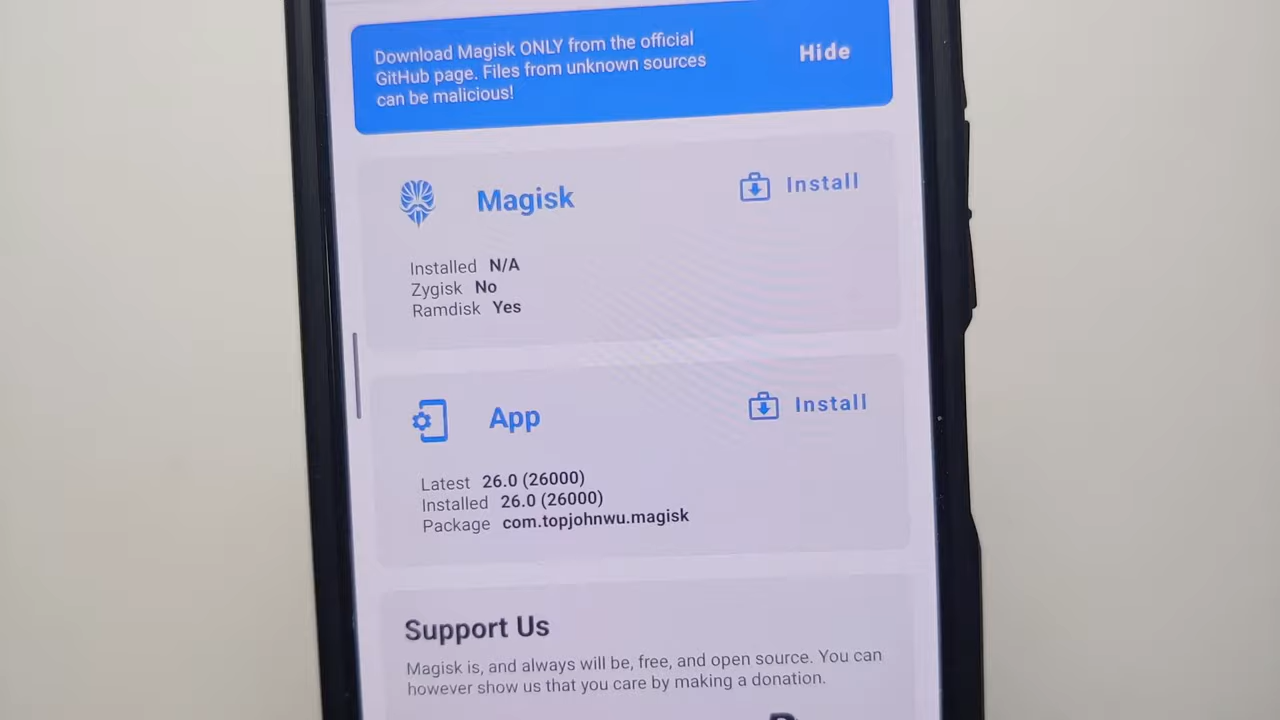 Download Magisk ONLY from the official
GitHub page. Files from unknown sources
can be malicious!
Hide
Magisk
Install
Installed N/A
Zygisk No
Ramdisk Yes
App
Install
Latest 26.0 (26000)
Installed 26.0 (26000)
Package com.topjohnwu.magisk
Support Us
Magisk is, and always will be, free, and open source. You can
however show us that you care by making a donation.